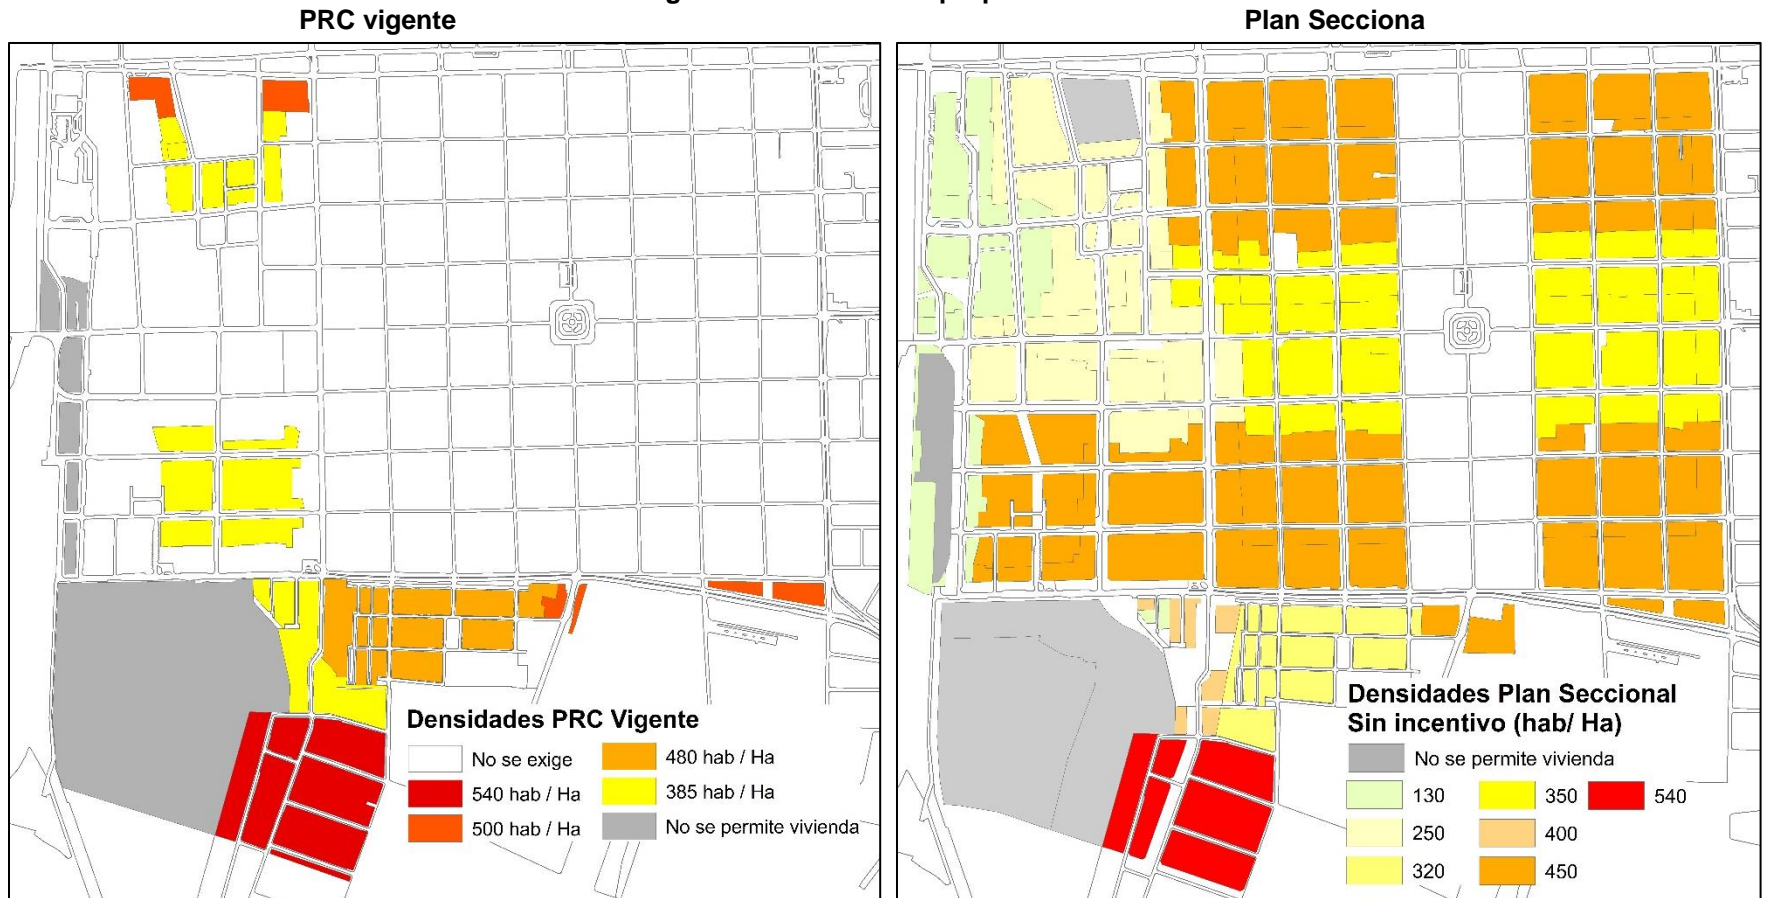 PRC vigente
Plan Secciona
Densidades PRC Vigente
No se exige
480 hab / Ha
540 hab / Ha
385 hab / Ha
500 hab / Ha
No se permite vivienda
Densidades Plan Seccional
Sin incentivo (hab/ Ha)
No se permite vivienda
130
350
540
250
400
320
450